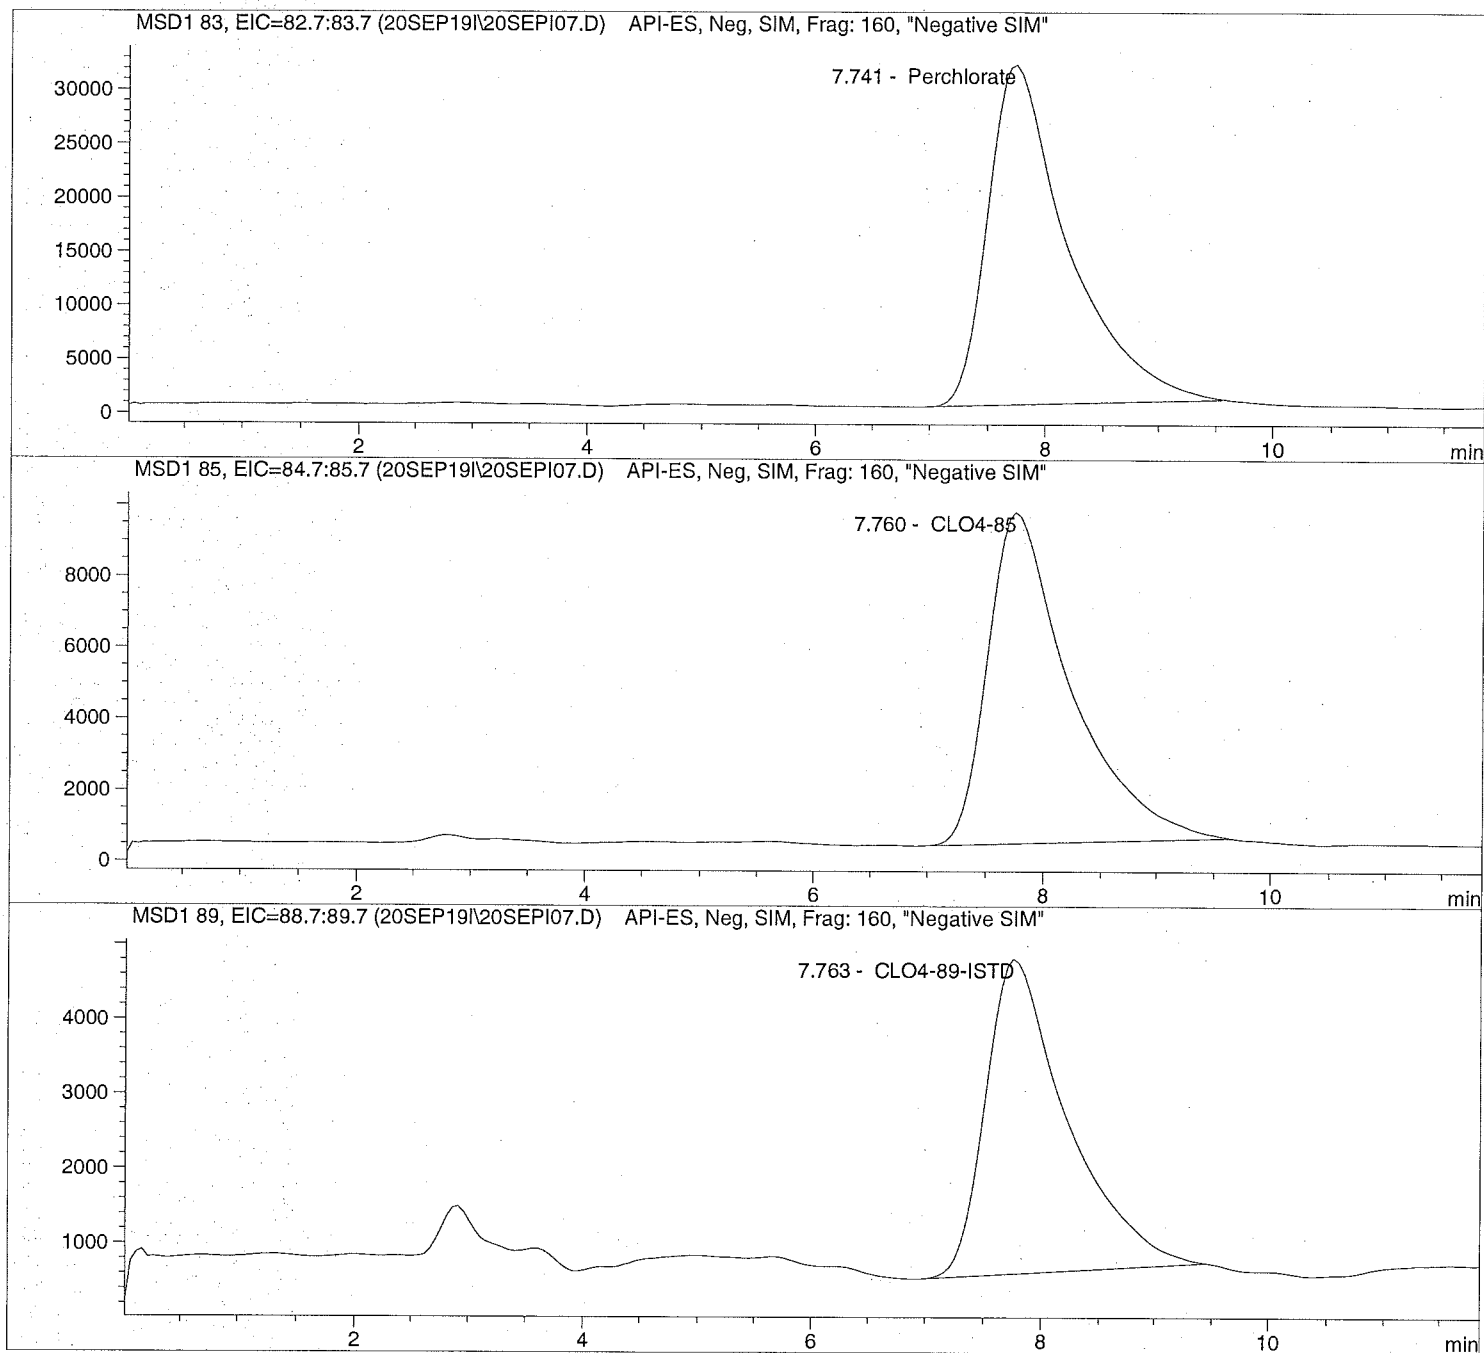 MSD1 83, EIC=82.7:83.7 (20SEP19I\20SEPI07.D) API-ES, Neg, SIM, Frag: 160, "Negative SIM"
7.741 - Perchlorate
30000
25000
20000
15000
10000
5000
0
2 4 6 8 10 min
MSD1 85, EIC=84.7:85.7 (20SEP19I\20SEPI07.D) API-ES, Neg, SIM, Frag: 160, "Negative SIM"
7.760 - CLO4-85
8000
6000
4000
2000
0
2 4 6 8 10 min
MSD1 89, EIC=88.7:89.7 (20SEP19I\20SEPI07.D) API-ES, Neg, SIM, Frag: 160, "Negative SIM"
7.763 - CLO4-89-ISTD
4000
3000
2000
1000
2 4 6 8 10 min